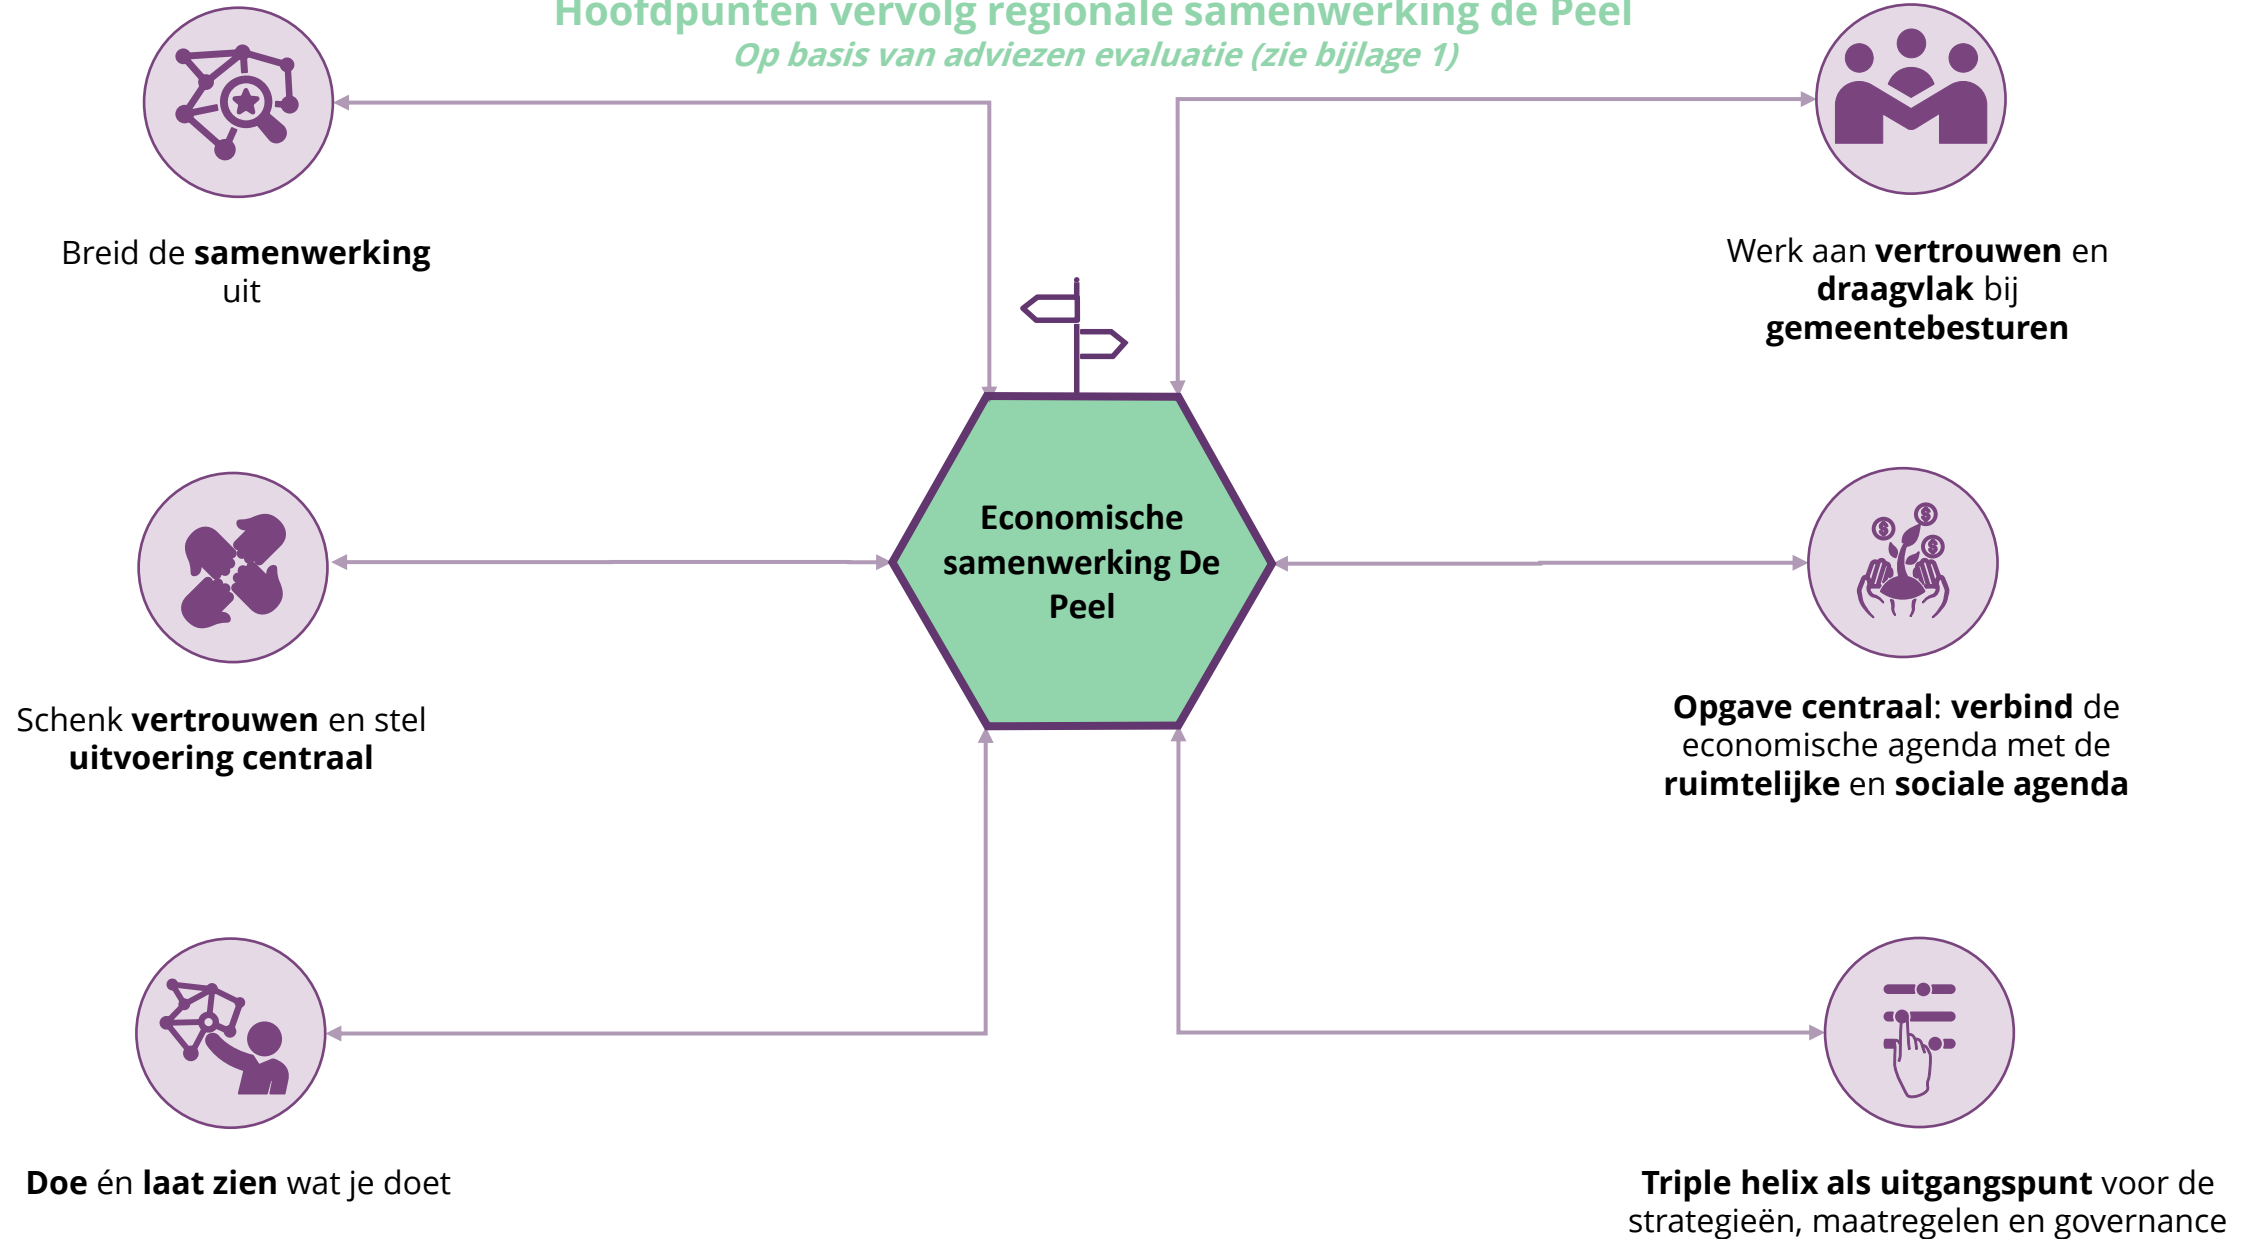 Hoofdpunten vervolg regionale samenwerking de Peel
Op basis van adviezen evaluatie (zie bijlage 1)
Breid de samenwerking
uit
Werk aan vertrouwen en
draagvlak bij
gemeentebesturen
Economische
samenwerking De
Peel
Schenk vertrouwen en stel
uitvoering centraal
Opgave centraal: verbind de
economische agenda met de
ruimtelijke en sociale agenda
Doe én laat zien wat je doet
Triple helix als uitgangspunt voor de
strategieën, maatregelen en governance